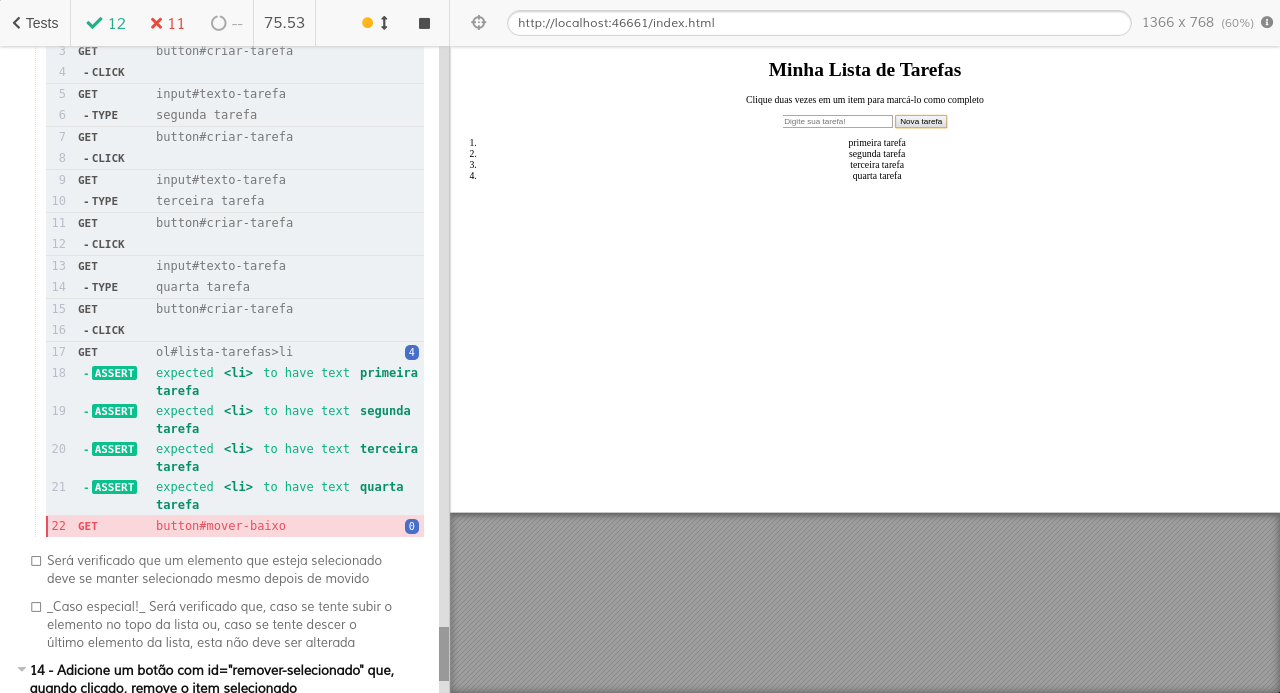 Tests 12 11 -- 75.53 http://localhost:46661/index.html 1366 x 768 (60%)
3 GET button#criar-tarefa
4 -CLICK
5 GET input#texto-tarefa
6 -TYPE segunda tarefa
7 GET button#criar-tarefa
8 -CLICK
9 GET input#texto-tarefa
10 -TYPE terceira tarefa
11 GET button#criar-tarefa
12 -CLICK
13 GET input#texto-tarefa
14 -TYPE quarta tarefa
15 GET button#criar-tarefa
16 -CLICK
17 GET ol#lista-tarefas>li 4
18 -ASSERT expected <li> to have text primeira
tarefa
19 -ASSERT expected <li> to have text segunda
tarefa
20 -ASSERT expected <li> to have text terceira
tarefa
21 -ASSERT expected <li> to have text quarta
tarefa
22 GET button#mover-baixo 0
Será verificado que um elemento que esteja selecionado
deve se manter selecionado mesmo depois de movido
_Caso especial!_ Será verificado que, caso se tente subir o
elemento no topo da lista ou, caso se tente descer o
último elemento da lista, esta não deve ser alterada
14 - Adicione um botão com id="remover-selecionado" que,
quando clicado, remove o item selecionado
Minha Lista de Tarefas
Clique duas vezes em um item para marcá-lo como completo
Digite sua tarefa! Nova tarefa
1. primeira tarefa
2. segunda tarefa
3. terceira tarefa
4. quarta tarefa